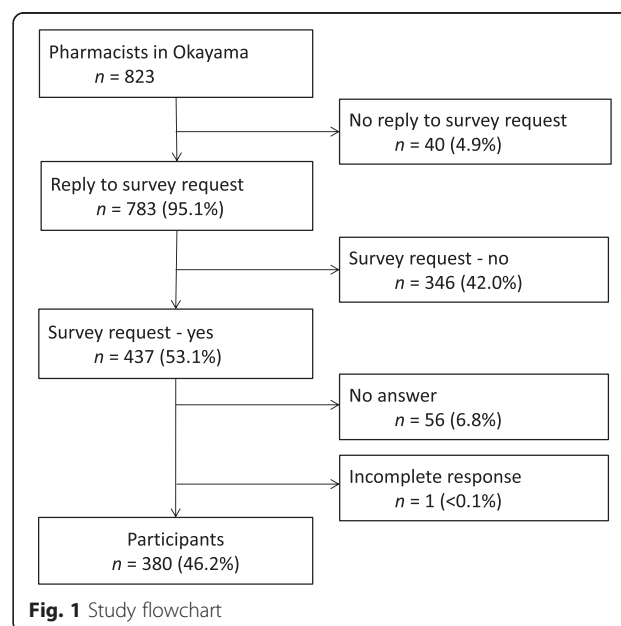 Pharmacists in Okayama
n = 823
No reply to survey request
n = 40 (4.9%)
Reply to survey request
n = 783 (95.1%)
Survey request - no
n = 346 (42.0%)
Survey request - yes
n = 437 (53.1%)
No answer
n = 56 (6.8%)
Incomplete response
n = 1 (<0.1%)
Participants
n = 380 (46.2%)
Fig. 1 Study flowchart